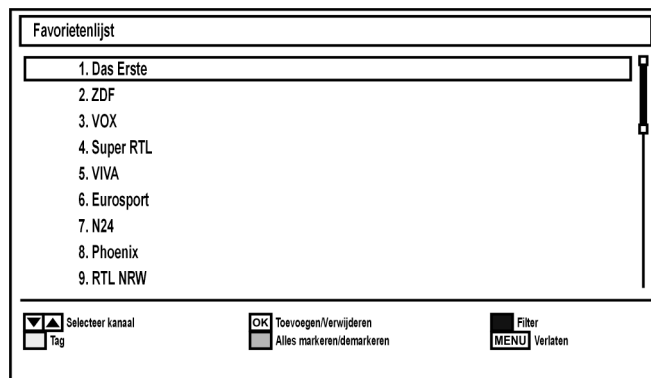 Favorietenlijst
1. Das Erste
2. ZDF
3. VOX
4. Super RTL
5. VIVA
6. Eurosport
7. N24
8. Phoenix
9. RTL NRW
Selecteer kanaal OK Toevoegen/Verwijderen Filter
Tag Alles markeren/demarkeren MENU Verlaten